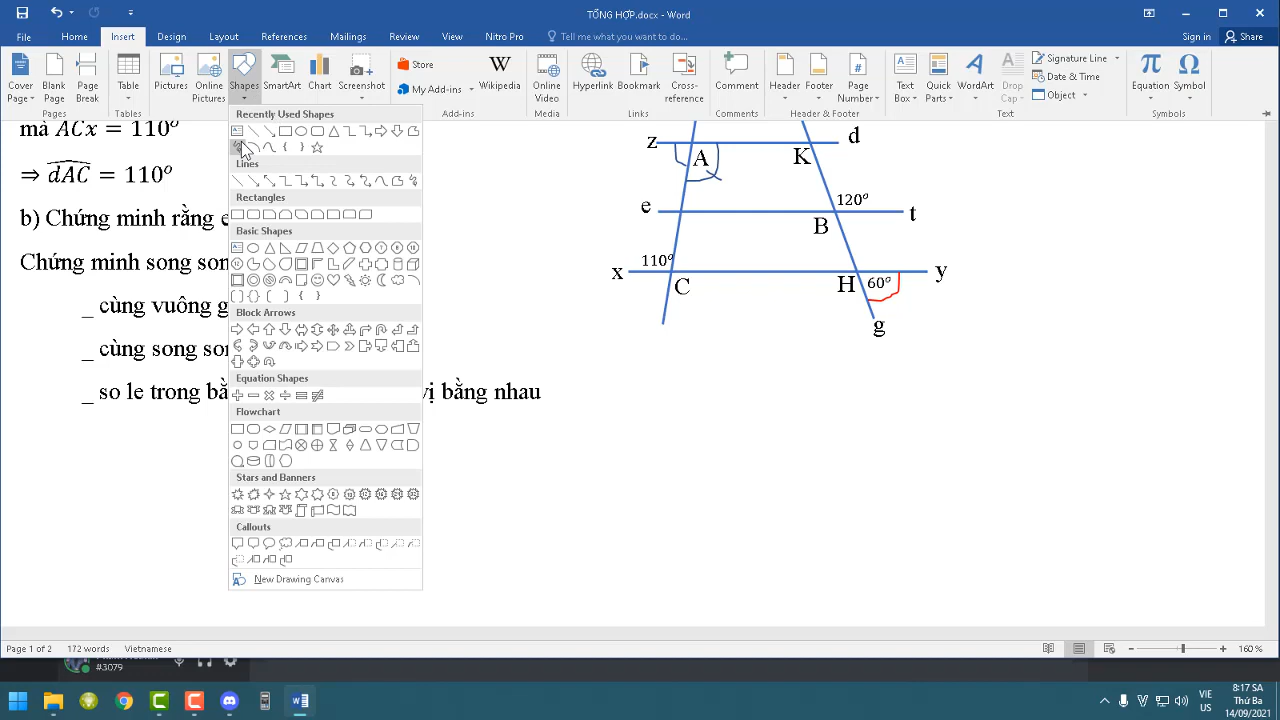 TỔNG HỢP.docx - Word
File Home Insert Design Layout References Mailings Review View Nitro Pro Tell me what you want to do... Sign in Share
Cover Page Blank Page Page Break Table Pictures Online Pictures Shapes SmartArt Chart Screenshot Store My Add-ins Wikipedia Online Video Hyperlink Bookmark Cross-reference Comment Header Footer Page Number Text Box Quick Parts WordArt Drop Cap Signature Line Date & Time Object Equation Symbol
Add-ins Media Links Comments Header & Footer Text Symbols
Recently Used Shapes
Lines
Rectangles
Basic Shapes
Block Arrows
Equation Shapes
Flowchart
Stars and Banners
Callouts
New Drawing Canvas
mà ACx = 110°
⇒ dAC = 110°
b) Chứng minh rằng e
Chứng minh song son
_ cùng vuông g
_ cùng song son
_ so le trong bằ
vị bằng nhau
z A K d
e B 120° t
x 110° C H 60° y
g
Page 1 of 2 172 words Vietnamese 160 %
#3079
VIE US 8:17 SA Thứ Ba 14/09/2021